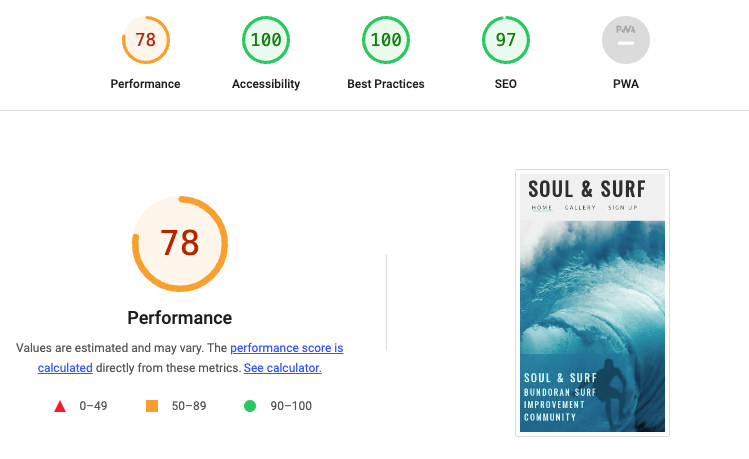 78 100 100 97 PWA
Performance Accessibility Best Practices SEO PWA
78
Performance
Values are estimated and may vary. The performance score is
calculated directly from these metrics. See calculator.
0–49 50–89 90–100
SOUL & SURF
HOME GALLERY SIGN UP
SOUL & SURF
BUNDORAN SURF
IMPROVEMENT
COMMUNITY